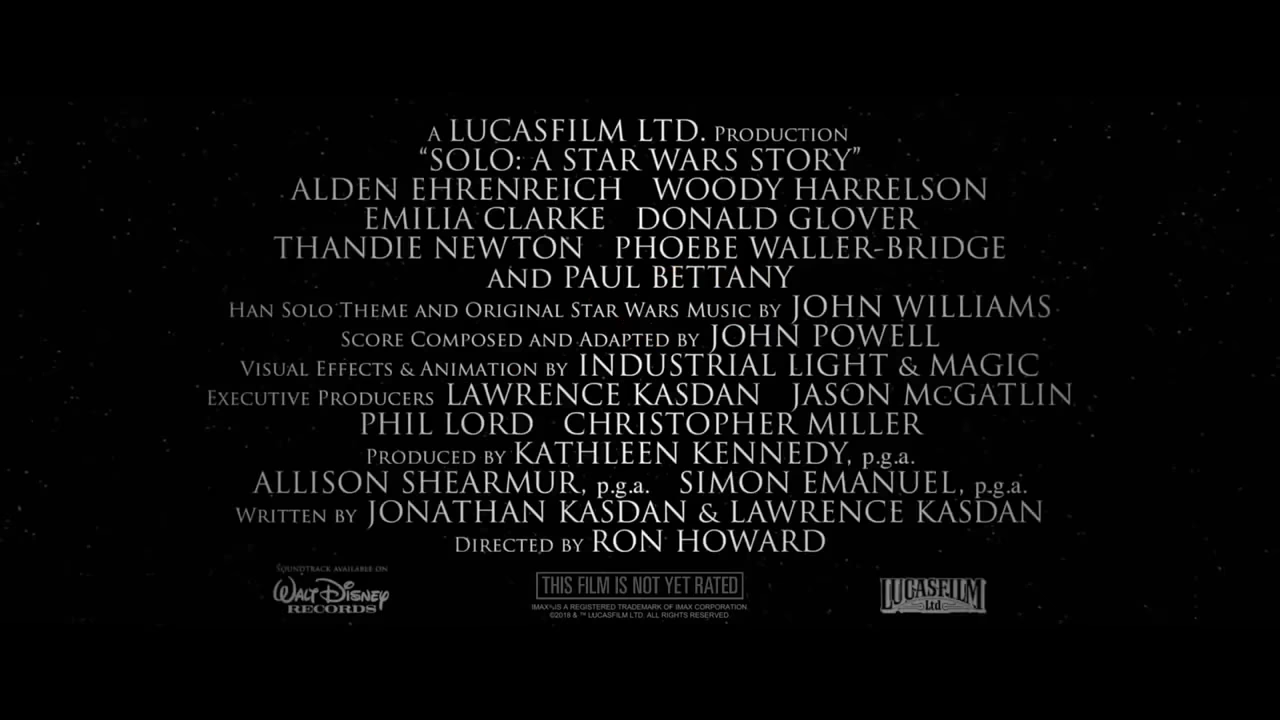 A LUCASFILM LTD. PRODUCTION
“SOLO: A STAR WARS STORY”
ALDEN EHRENREICH WOODY HARRELSON
EMILIA CLARKE DONALD GLOVER
THANDIE NEWTON PHOEBE WALLER-BRIDGE
AND PAUL BETTANY
HAN SOLO THEME AND ORIGINAL STAR WARS MUSIC BY JOHN WILLIAMS
SCORE COMPOSED AND ADAPTED BY JOHN POWELL
VISUAL EFFECTS & ANIMATION BY INDUSTRIAL LIGHT & MAGIC
EXECUTIVE PRODUCERS LAWRENCE KASDAN JASON McGATLIN
PHIL LORD CHRISTOPHER MILLER
PRODUCED BY KATHLEEN KENNEDY, p.g.a.
ALLISON SHEARMUR, p.g.a. SIMON EMANUEL, p.g.a.
WRITTEN BY JONATHAN KASDAN & LAWRENCE KASDAN
DIRECTED BY RON HOWARD
SOUNDTRACK AVAILABLE ON
WALT DISNEY
RECORDS
THIS FILM IS NOT YET RATED
IMAX® IS A REGISTERED TRADEMARK OF IMAX CORPORATION
©2018 & ™ LUCASFILM LTD. ALL RIGHTS RESERVED.
LUCASFILM
Ltd